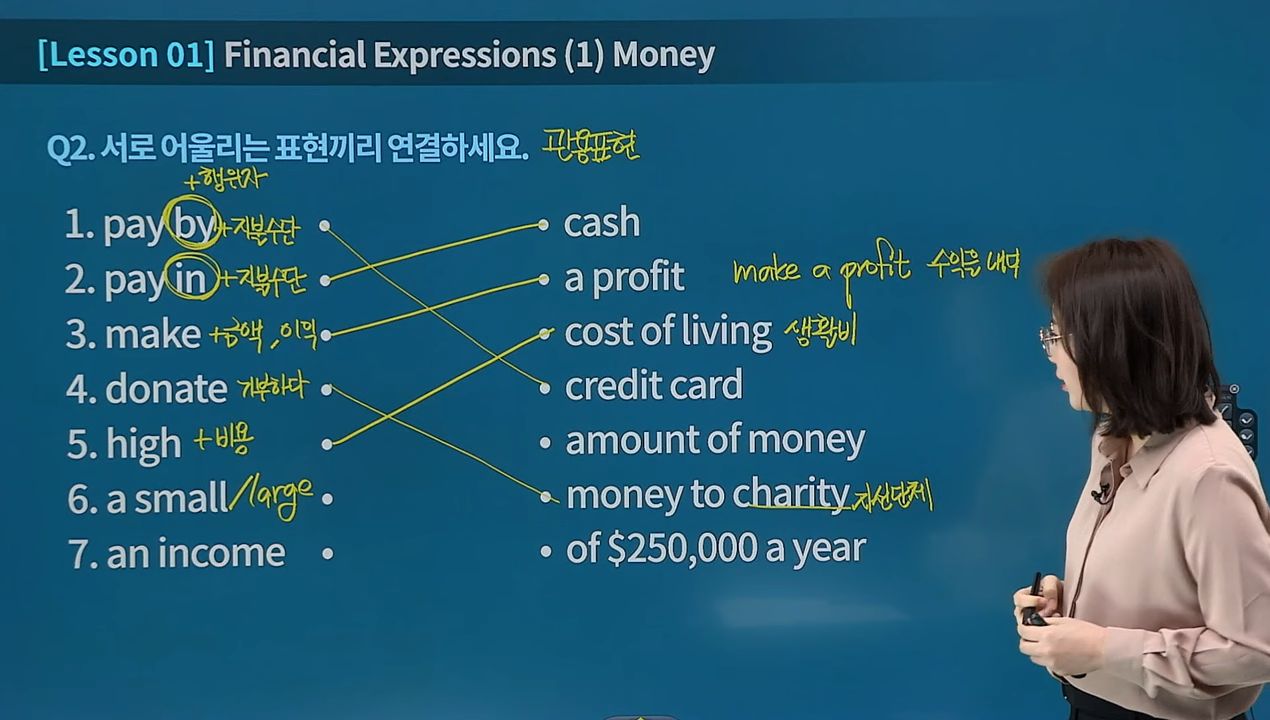 [Lesson 01] Financial Expressions (1) Money
Q2. 서로 어울리는 표현끼리 연결하세요. 관용표현
+행위자
1. pay by +지불수단 cash
2. pay in +지불수단 a profit make a profit 수익을 내다
3. make +금액, 이익 cost of living 생활비
4. donate 기부하다 credit card
5. high +비용 amount of money
6. a small/large money to charity 자선단체
7. an income of $250,000 a year